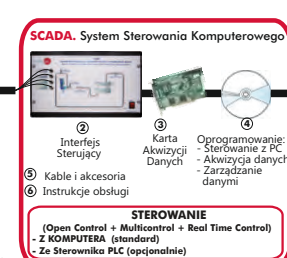 SCADA. System Sterowania Komputerowego
② Interfejs
Sterujący
③ Karta
Akwizycji
Danych
④ Oprogramowanie:
- Sterowanie z PC
- Akwizycja danych
- Zarządzanie
danymi
⑤ Kable i akcesoria
⑥ Instrukcje obsługi
STEROWANIE
(Open Control + Multicontrol + Real Time Control)
- Z KOMPUTERA (standard)
- Ze Sterownika PLC (opcjonalnie)